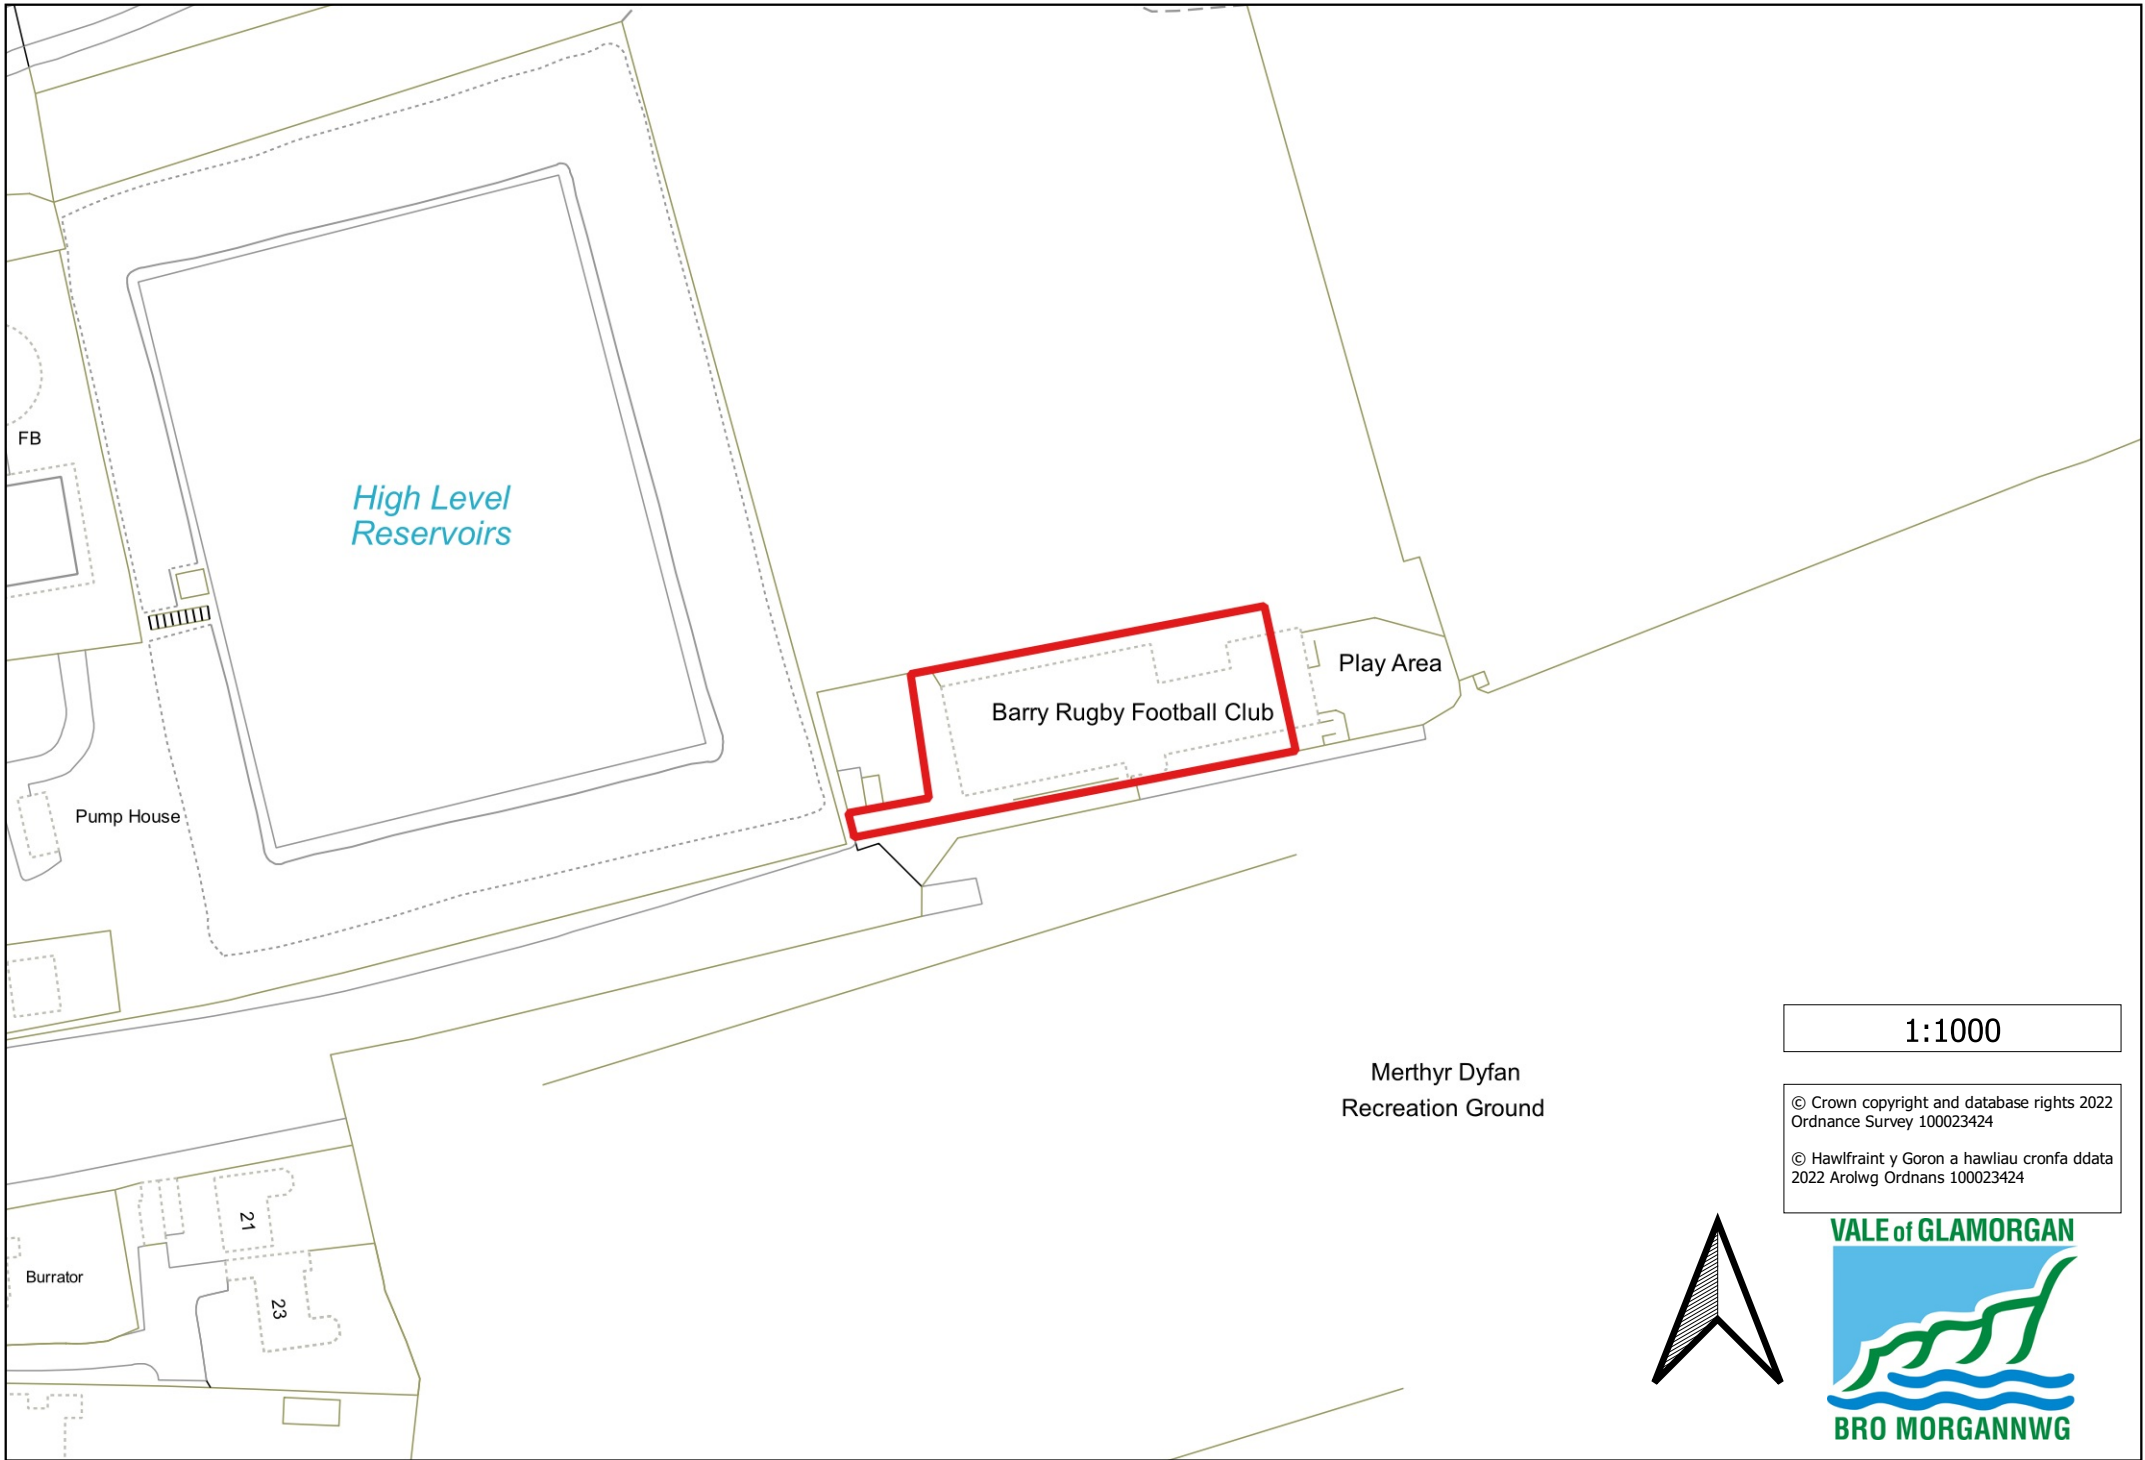 FB
High Level
Reservoirs
Play Area
Barry Rugby Football Club
Pump House
1:1000
Merthyr Dyfan
Recreation Ground
© Crown copyright and database rights 2022
Ordnance Survey 100023424
© Hawlfraint y Goron a hawliau cronfa ddata
2022 Arolwg Ordnans 100023424
21
Burrator
23
VALE of GLAMORGAN
BRO MORGANNWG